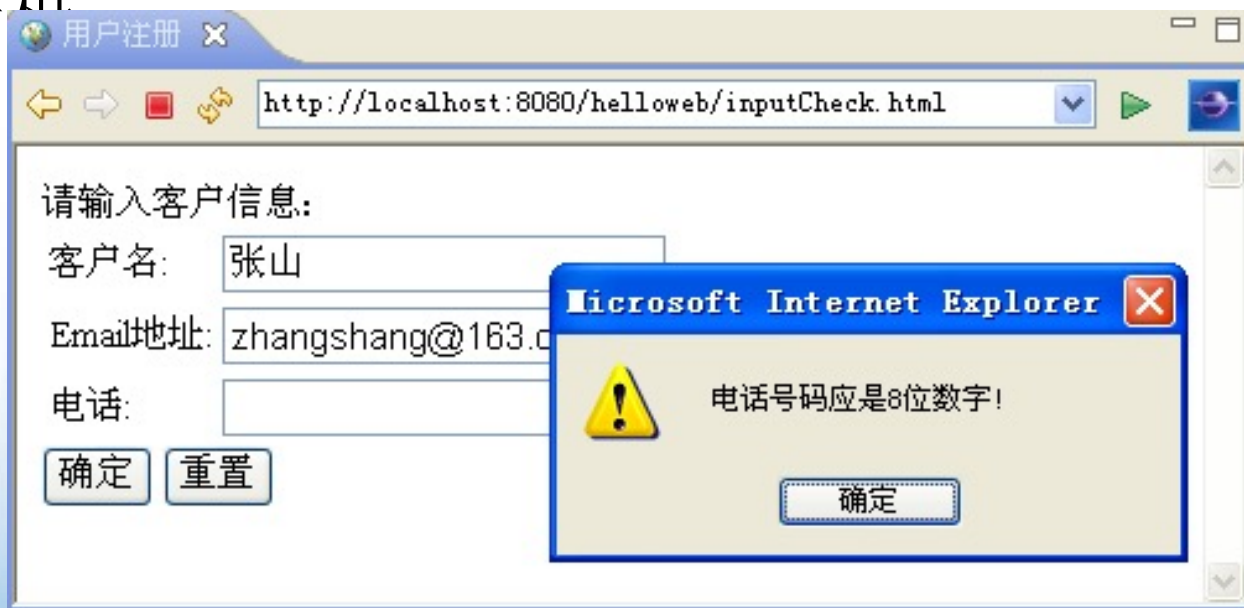 用户注册
http://localhost:8080/helloweb/inputCheck.html
请输入客户信息:
客户名: 张山
Email地址: zhangshang@163.c
电话:
确定 重置
Microsoft Internet Explorer
电话号码应是8位数字!
确定